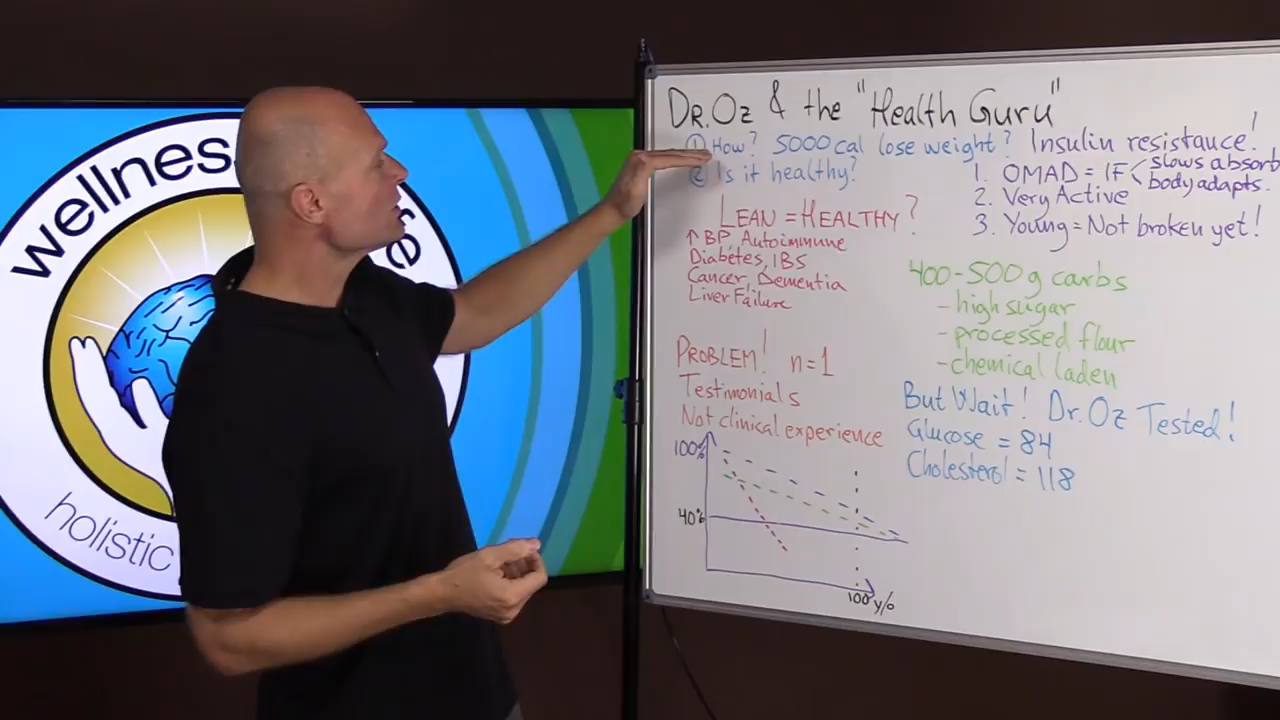 wellness
holistic
DR. OZ & the "Health Guru"
① How? 5000 cal lose weight?
② Is it healthy?
Insulin resistance!
1. OMAD = IF < slows absort
body adapts.
2. Very Active
3. Young = Not broken yet!
LEAN = HEALTHY?
↑ BP, Autoimmune
Diabetes, IBS
Cancer, Dementia
Liver Failure
400-500 g carbs
- high sugar
- processed flour
- chemical laden
PROBLEM! n=1
Testimonials
Not clinical experience
But Wait! Dr. Oz Tested!
Glucose = 84
Cholesterol = 118
100%
40%
100 y/o